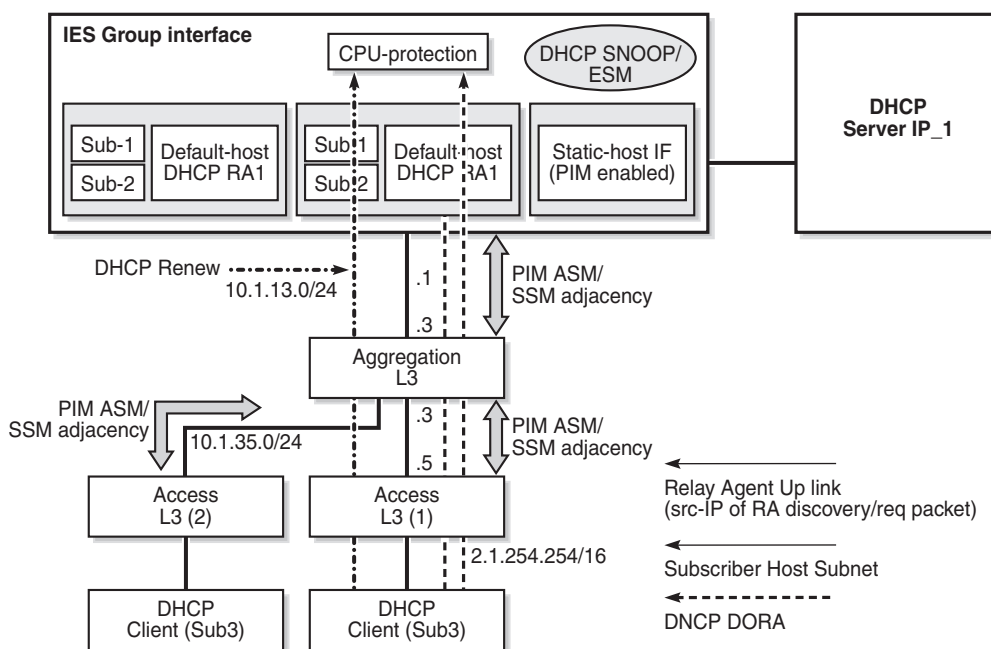 IES Group interface
CPU-protection
DHCP SNOOP/
ESM
DHCP
Server IP_1
Sub-1
Sub-2
Default-host
DHCP RA1
Sub-1
Sub-2
Default-host
DHCP RA1
Static-host IF
(PIM enabled)
DHCP Renew
10.1.13.0/24
.1
.3
PIM ASM/
SSM adjacency
Aggregation
L3
PIM ASM/
SSM adjacency
10.1.35.0/24
.3
.5
PIM ASM/
SSM adjacency
Access
L3 (2)
Access
L3 (1)
2.1.254.254/16
DHCP
Client (Sub3)
DHCP
Client (Sub3)
Relay Agent Up link
(src-IP of RA discovery/req packet)
Subscriber Host Subnet
DNCP DORA